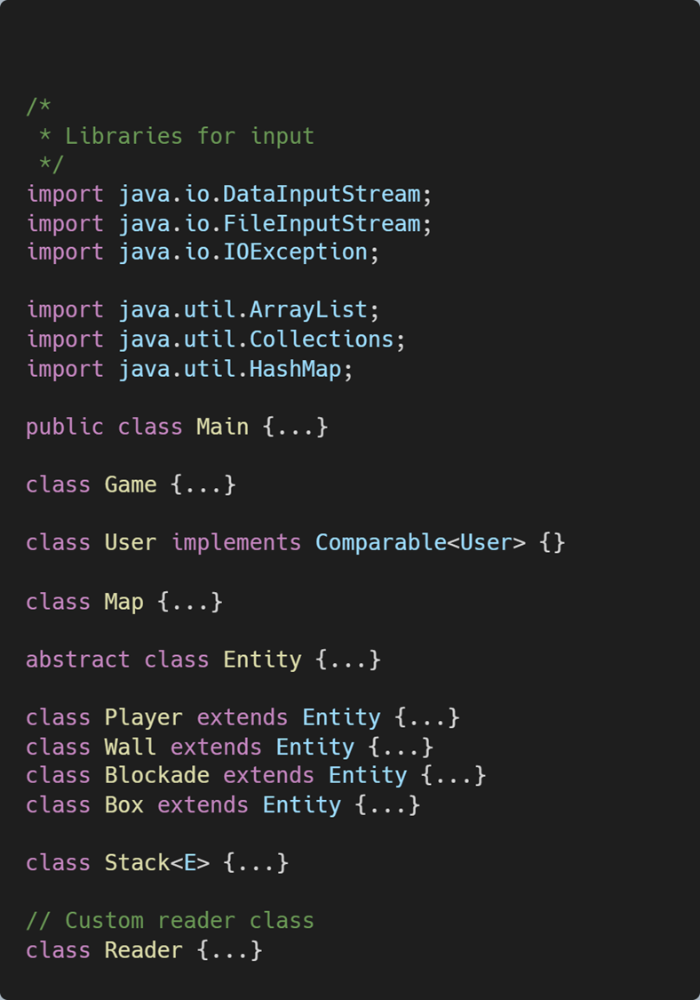 /*
 * Libraries for input
 */
import java.io.DataInputStream;
import java.io.FileInputStream;
import java.io.IOException;
import java.util.ArrayList;
import java.util.Collections;
import java.util.HashMap;
public class Main {...}
class Game {...}
class User implements Comparable<User> {}
class Map {...}
abstract class Entity {...}
class Player extends Entity {...}
class Wall extends Entity {...}
class Blockade extends Entity {...}
class Box extends Entity {...}
class Stack<E> {...}
// Custom reader class
class Reader {...}